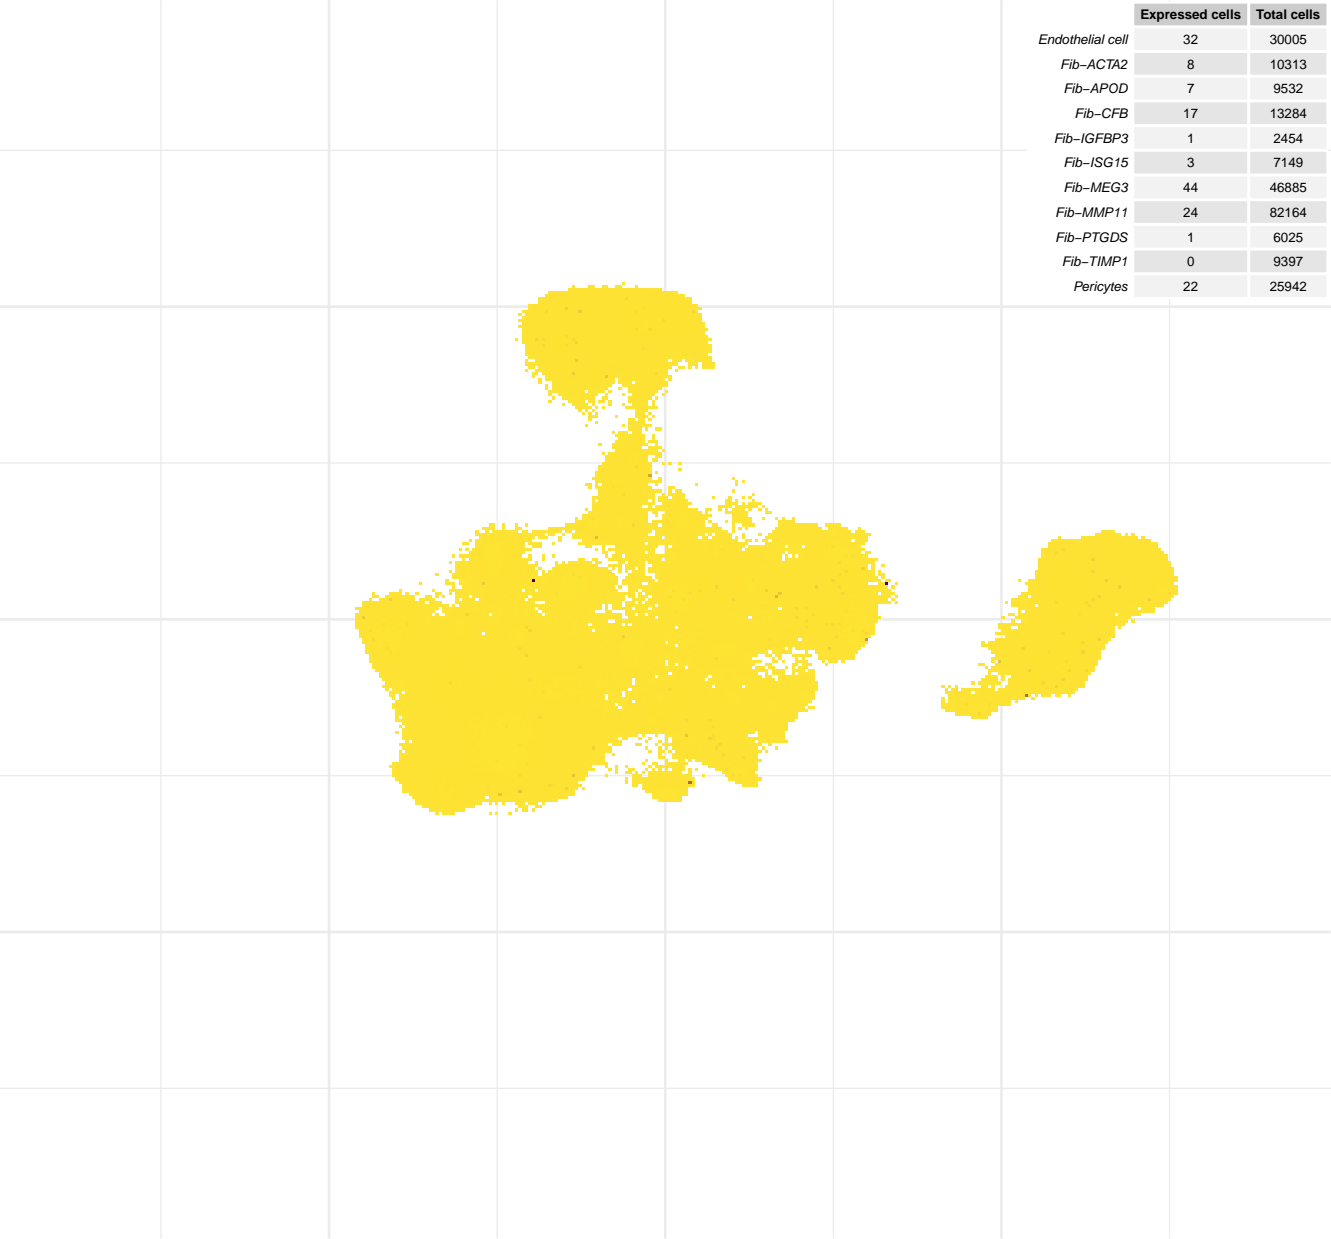 Expressed cells Total cells
Endothelial cell 32 30005
Fib−ACTA2 8 10313
Fib−APOD 7 9532
Fib−CFB 17 13284
Fib−IGFBP3 1 2454
Fib−ISG15 3 7149
Fib−MEG3 44 46885
Fib−MMP11 24 82164
Fib−PTGDS 1 6025
Fib−TIMP1 0 9397
Pericytes 22 25942